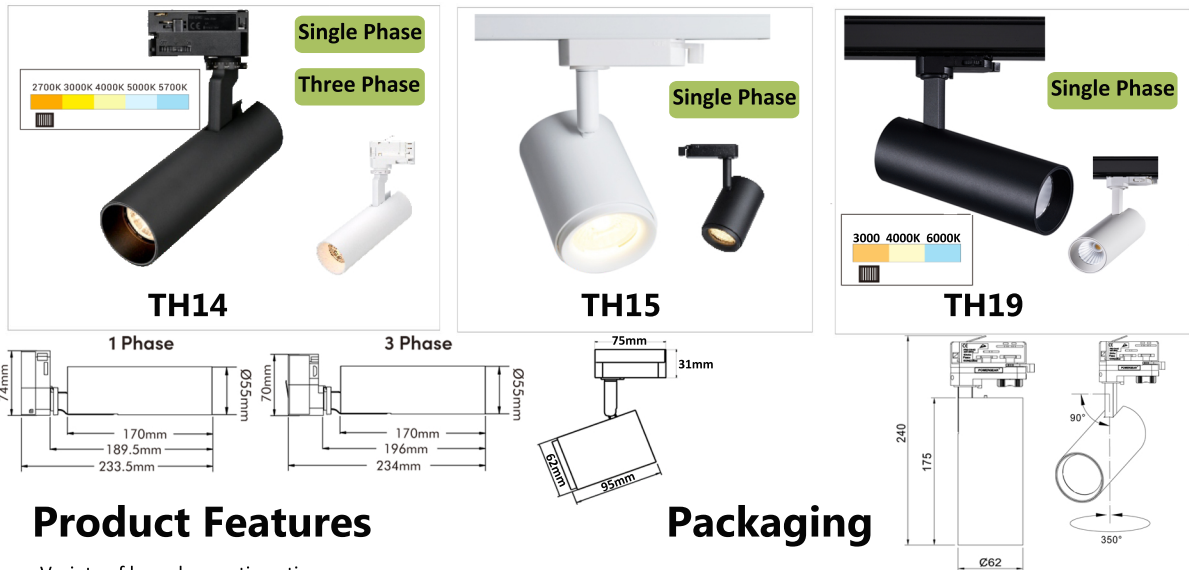 Single Phase
Three Phase
2700K 3000K 4000K 5000K 5700K
TH14
Single Phase
TH15
Single Phase
3000 4000K 6000K
TH19
1 Phase
74mm
Ø55mm
170mm
189.5mm
233.5mm
3 Phase
70mm
Ø55mm
170mm
196mm
234mm
75mm
31mm
62mm
95mm
240
175
Ø62
90°
350°
Product Features
Packaging